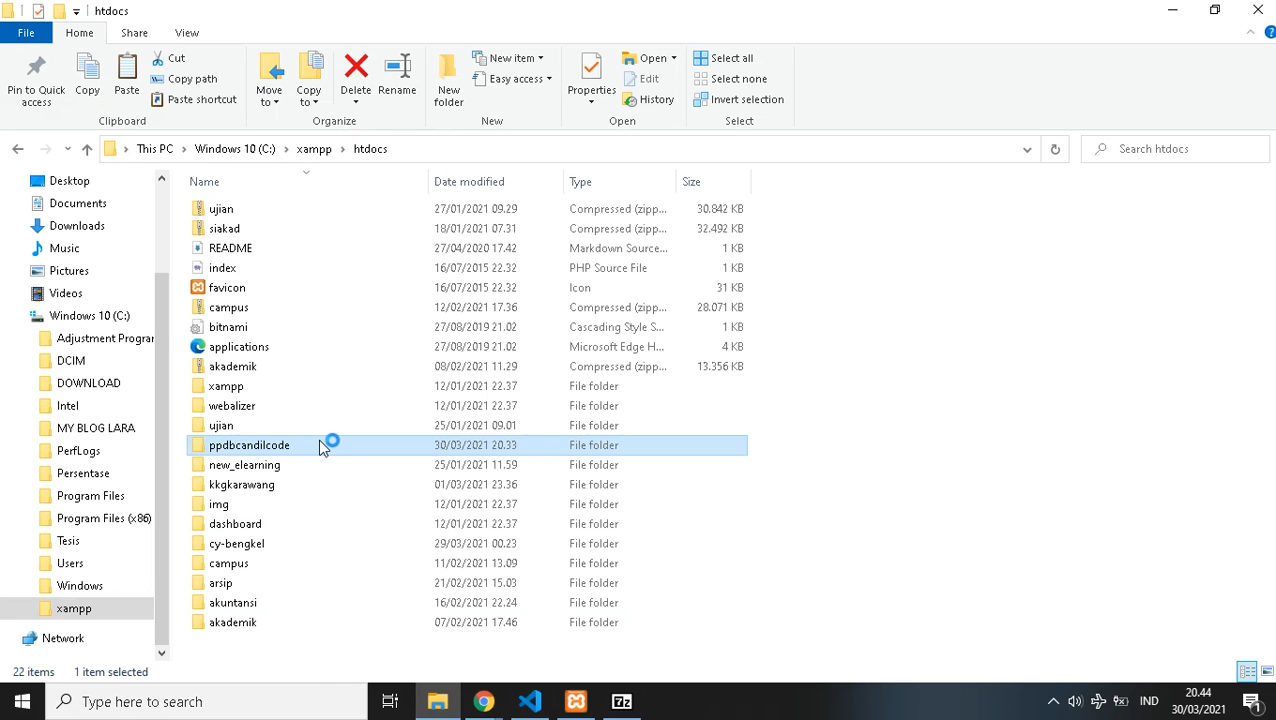 htdocs
File Home Share View
Pin to Quick access
Copy
Paste
Cut
Copy path
Paste shortcut
Clipboard
Move to
Copy to
Delete
Rename
Organize
New folder
New item
Easy access
New
Properties
Open
Edit
History
Open
Select all
Select none
Invert selection
Select
This PC Windows 10 (C:) xampp htdocs
Search htdocs
Desktop
Documents
Downloads
Music
Pictures
Videos
Windows 10 (C:)
Adjustment Prograr
DCIM
DOWNLOAD
Intel
MY BLOG LARA
PerfLogs
Persentase
Program Files
Program Files (x86)
Tesis
Users
Windows
xampp
Network
Name Date modified Type Size
ujian 27/01/2021 09.29 Compressed (zipp... 30.842 KB
siakad 18/01/2021 07.31 Compressed (zipp... 32.492 KB
README 27/04/2020 17.42 Markdown Source...
index 16/07/2015 22.32 PHP Source File 1 KB
favicon 16/07/2015 22.32 Icon 31 KB
campus 12/02/2021 17.36 Compressed (zipp... 28.071 KB
bitnami 27/08/2019 21.02 Cascading Style S... 1 KB
applications 27/08/2019 21.02 Microsoft Edge H... 4 KB
akademik 08/02/2021 11.29 Compressed (zipp... 13.356 KB
xampp 12/01/2021 22.37 File folder
webalizer 12/01/2021 22.37 File folder
ujian 25/01/2021 09.01 File folder
ppdbcandilcode 30/03/2021 20.33 File folder
new_elearning 25/01/2021 11.59 File folder
kkgkarawang 01/03/2021 23.36 File folder
img 12/01/2021 22.37 File folder
dashboard 12/01/2021 22.37 File folder
cy-bengkel 29/03/2021 00.23 File folder
campus 11/02/2021 13.09 File folder
arsip 21/02/2021 15.03 File folder
akuntansi 16/02/2021 22.24 File folder
akademik 07/02/2021 17.46 File folder
22 items 1 item selected
Type here to search
7z
IND
20.44
30/03/2021
1